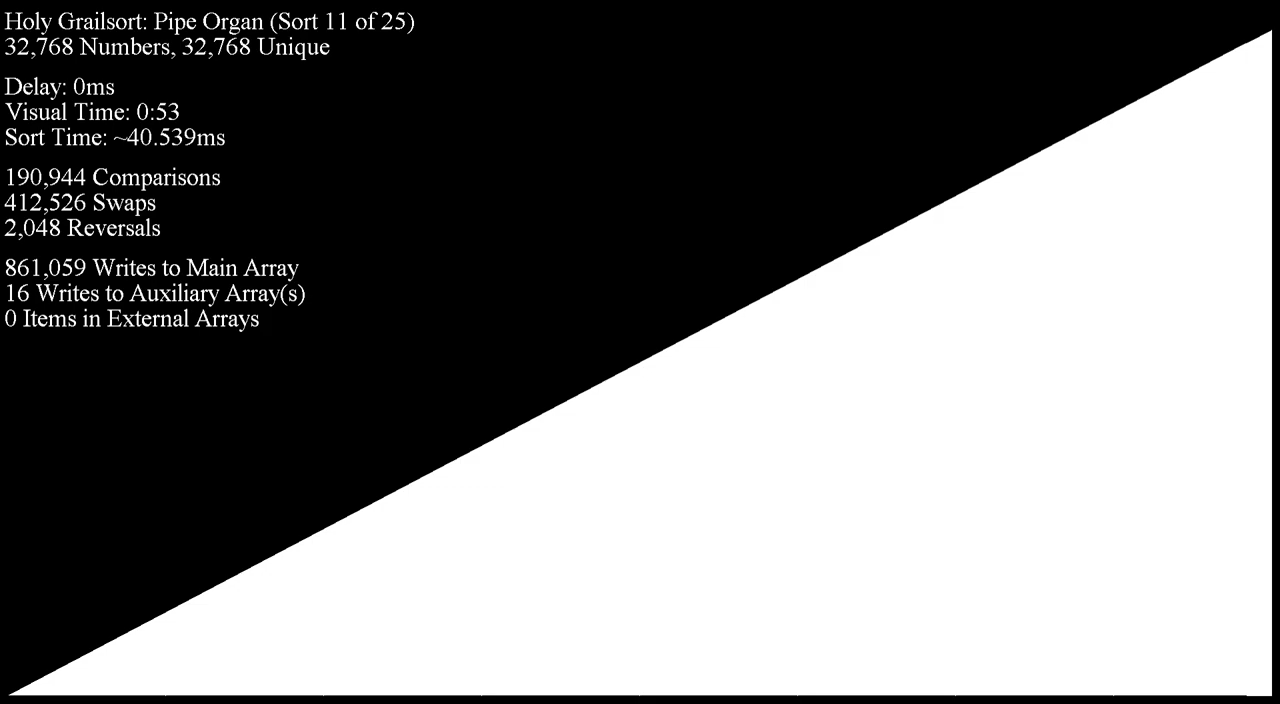 Holy Grailsort: Pipe Organ (Sort 11 of 25)
32,768 Numbers, 32,768 Unique
Delay: 0ms
Visual Time: 0:53
Sort Time: ~40.539ms
190,944 Comparisons
412,526 Swaps
2,048 Reversals
861,059 Writes to Main Array
16 Writes to Auxiliary Array(s)
0 Items in External Arrays